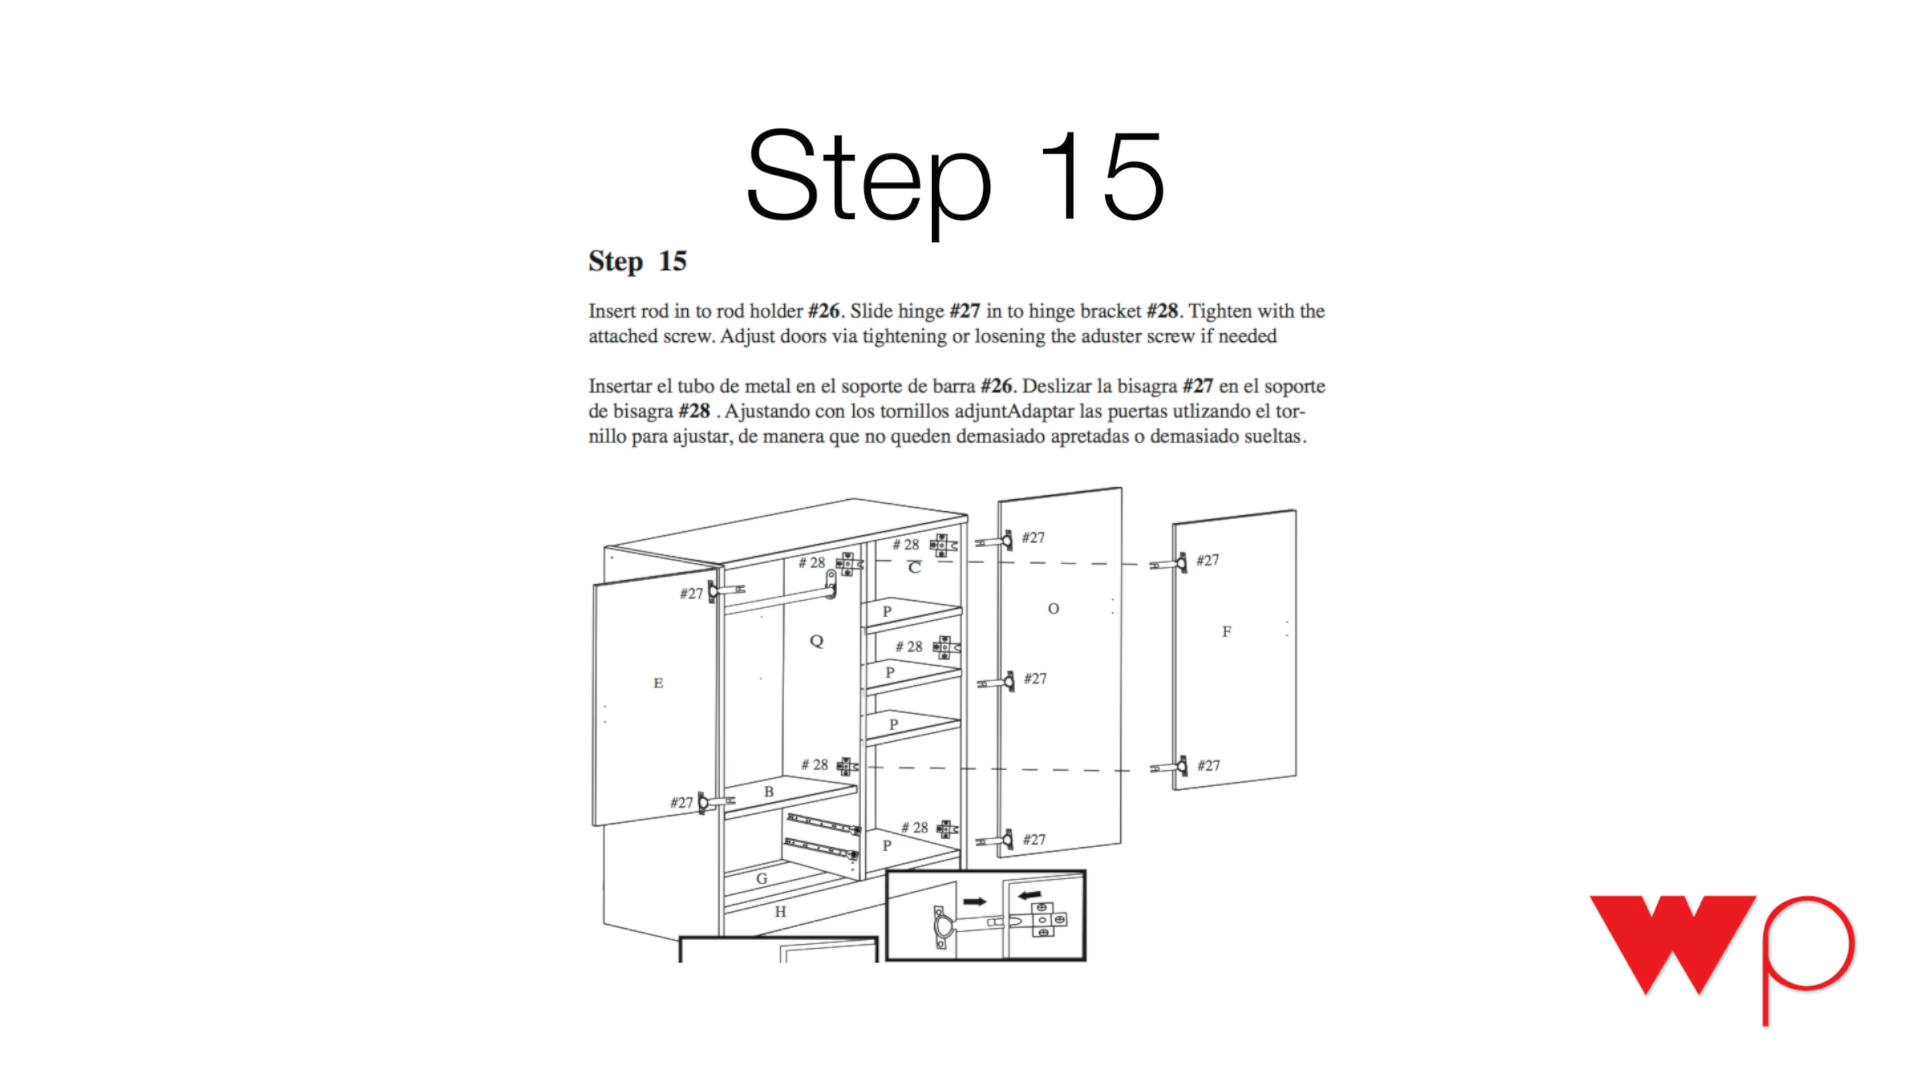 Step 15
Step 15
Insert rod in to rod holder #26. Slide hinge #27 in to hinge bracket #28. Tighten with the
attached screw. Adjust doors via tightening or losening the aduster screw if needed
Insertar el tubo de metal en el soporte de barra #26. Deslizar la bisagra #27 en el soporte
de bisagra #28 . Ajustando con los tornillos adjuntAdaptar las puertas utlizando el tor-
nillo para ajustar, de manera que no queden demasiado apretadas o demasiado sueltas.
#27
# 28
# 28
#27
C
#27
#27
P
O
F
Q
# 28
E
P
#27
P
# 28
#27
B
#27
# 28
P
#27
G
H
wp